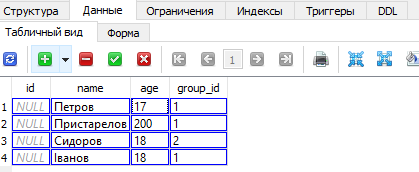 Структура Данные Ограничения Индексы Триггеры DDL
Табличный вид Форма
1
id name age group_id
1 NULL Петров 17 1
2 NULL Пристарелов 200 1
3 NULL Сидоров 18 2
4 NULL Іванов 18 1